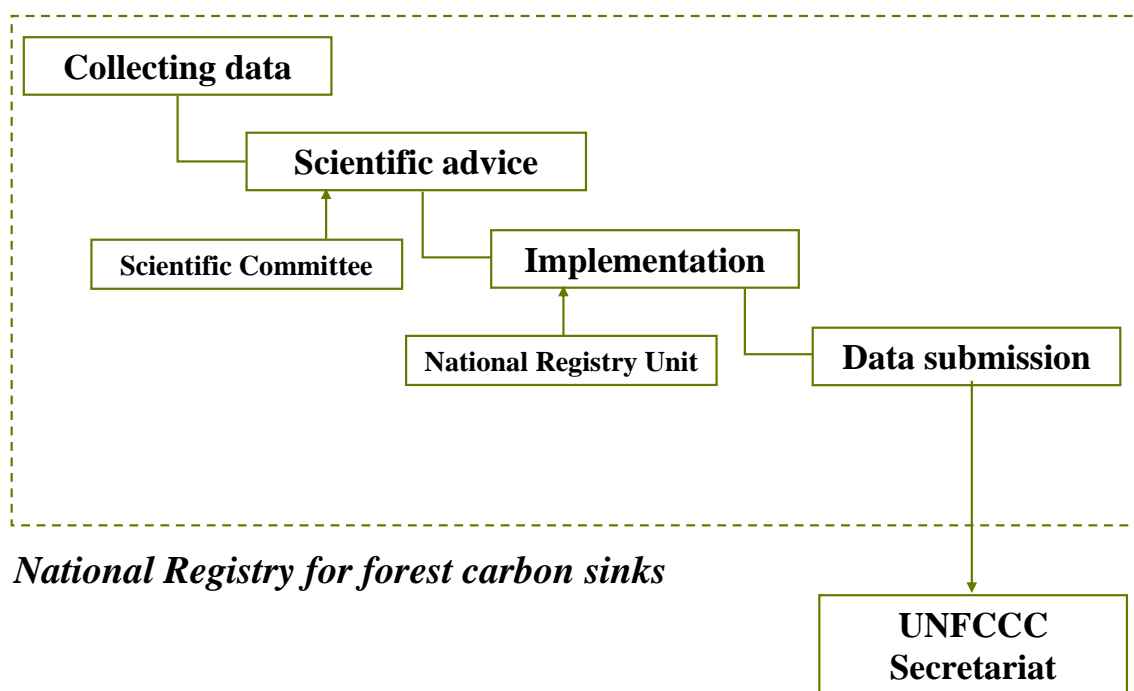 Collecting data
Scientific advice
Scientific Committee
Implementation
National Registry Unit
Data submission
National Registry for forest carbon sinks
UNFCCC
Secretariat